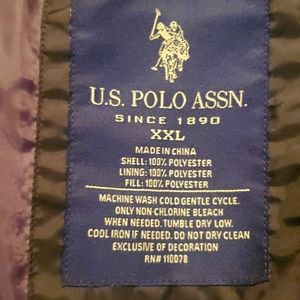 U.S. POLO ASSN.
SINCE 1890
XXL
MADE IN CHINA
SHELL: 100% POLYESTER
LINING: 100% POLYESTER
FILL: 100% POLYESTER
MACHINE WASH COLD GENTLE CYCLE.
ONLY NON-CHLORINE BLEACH
WHEN NEEDED. TUMBLE DRY LOW.
COOL IRON IF NEEDED. DO NOT DRY CLEAN
EXCLUSIVE OF DECORATION
RN# 110078